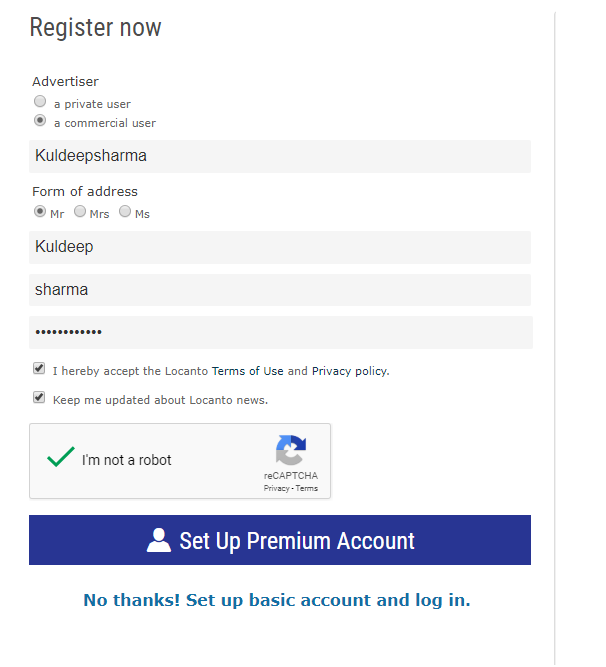 Register now
Advertiser
a private user
a commercial user
Kuldeepsharma
Form of address
Mr Mrs Ms
Kuldeep
sharma
••••••••••••
I hereby accept the Locanto Terms of Use and Privacy policy.
Keep me updated about Locanto news.
I'm not a robot
reCAPTCHA
Privacy - Terms
Set Up Premium Account
No thanks! Set up basic account and log in.